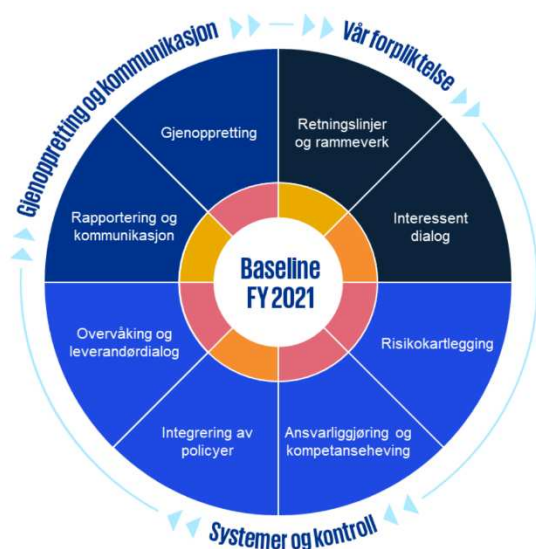 Gjenoppretting og kommunikasjon
Vår forpliktelse
Gjenoppretting
Retningslinjer
og rammeverk
Rapportering og
kommunikasjon
Interessent
dialog
Baseline
FY 2021
Overvåking og
leverandørdialog
Risikokartlegging
Integrering av
policyer
Ansvarliggjøring og
kompetanseheving
Systemer og kontroll